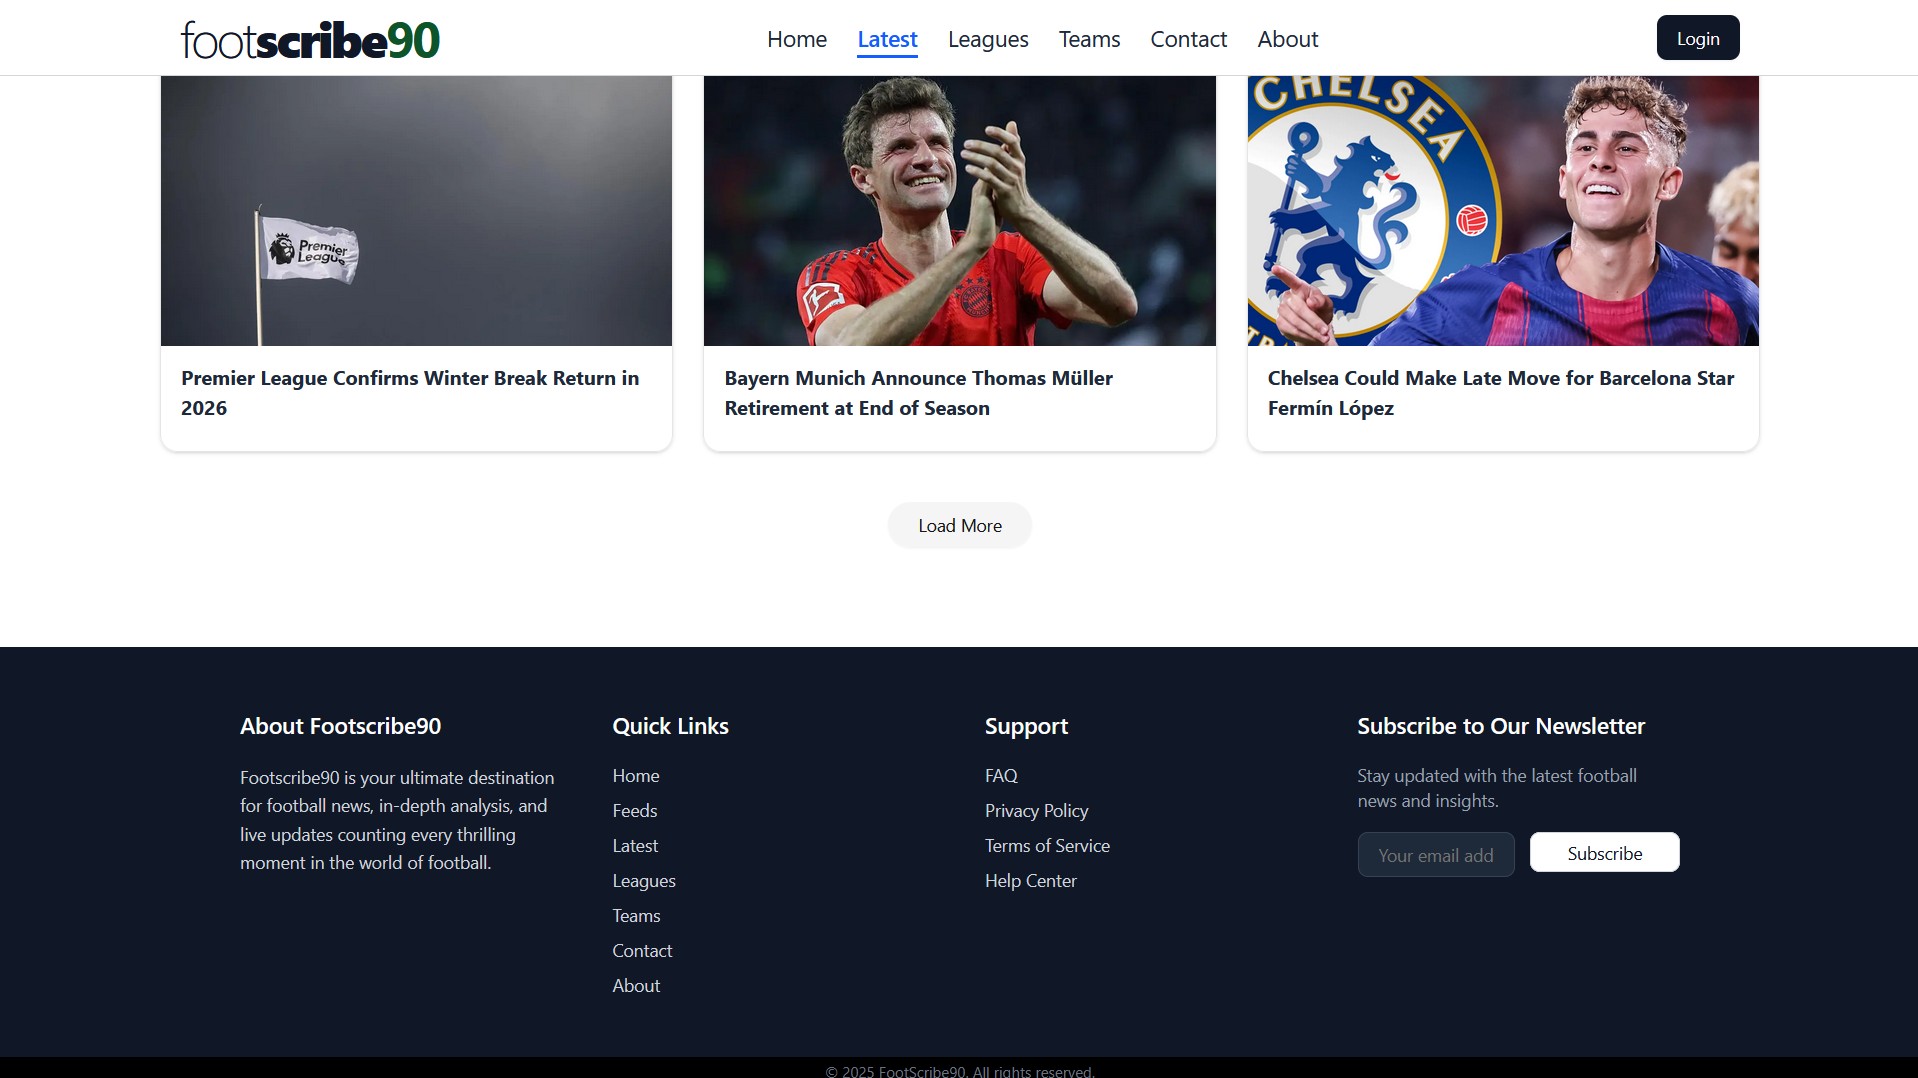 footscribe90
Home Latest Leagues Teams Contact About
Login
Premier
League
CHELSEA
Premier League Confirms Winter Break Return in
2026
Bayern Munich Announce Thomas Müller
Retirement at End of Season
Chelsea Could Make Late Move for Barcelona Star
Fermín López
Load More
About Footscribe90
Footscribe90 is your ultimate destination
for football news, in-depth analysis, and
live updates counting every thrilling
moment in the world of football.
Quick Links
Home
Feeds
Latest
Leagues
Teams
Contact
About
Support
FAQ
Privacy Policy
Terms of Service
Help Center
Subscribe to Our Newsletter
Stay updated with the latest football
news and insights.
Your email add
Subscribe
© 2025 FootScribe90. All rights reserved.